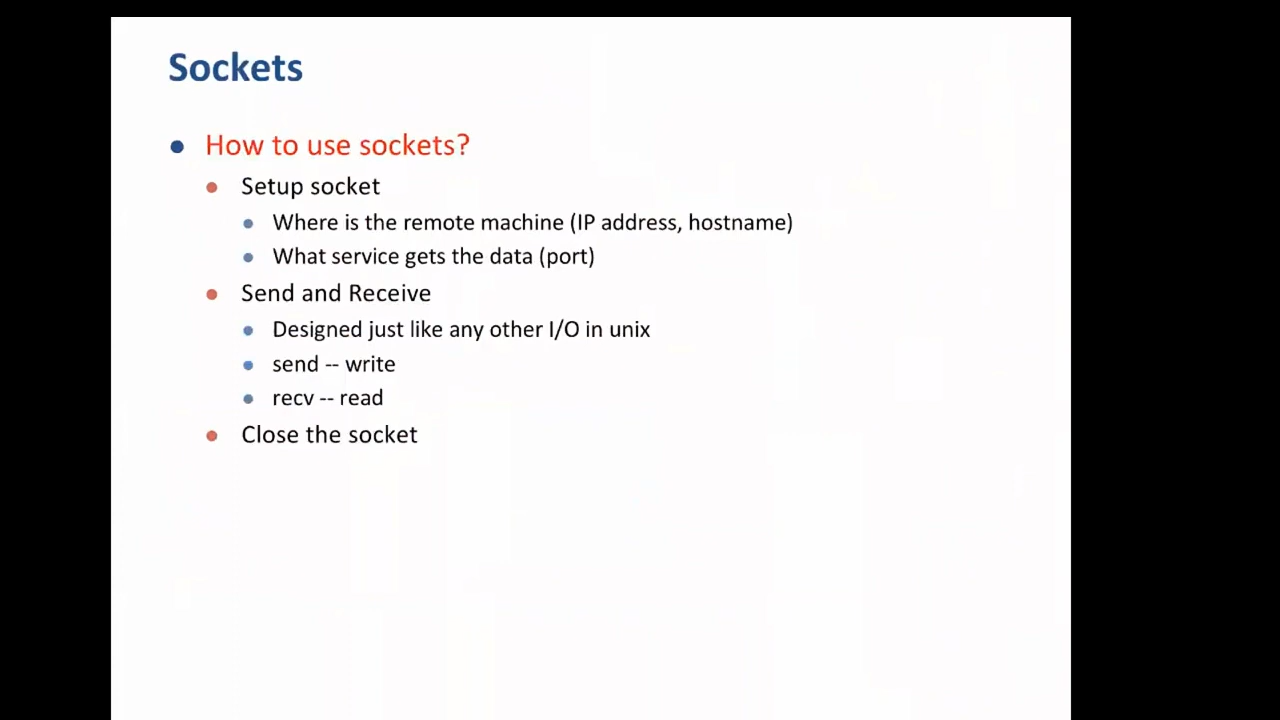 Sockets
How to use sockets?
Setup socket
Where is the remote machine (IP address, hostname)
What service gets the data (port)
Send and Receive
Designed just like any other I/O in unix
send -- write
recv -- read
Close the socket